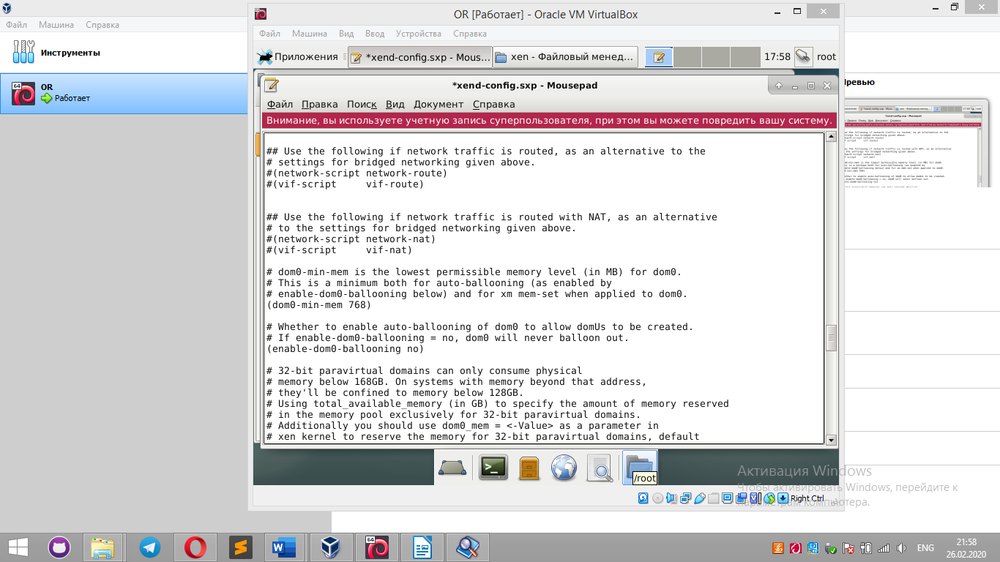 OR [Работает] - Oracle VM VirtualBox
Файл Машина Справка
Файл Машина Вид Ввод Устройства Справка
Инструменты
64
OR
Работает
Приложения
*xend-config.sxp - Mous...
xen - Файловый менед...
17:58
root
*xend-config.sxp - Mousepad
Файл Правка Поиск Вид Документ Справка
Внимание, вы используете учетную запись суперпользователя, при этом вы можете повредить вашу систему.
## Use the following if network traffic is routed, as an alternative to the
# settings for bridged networking given above.
#(network-script network-route)
#(vif-script     vif-route)
## Use the following if network traffic is routed with NAT, as an alternative
# to the settings for bridged networking given above.
#(network-script network-nat)
#(vif-script     vif-nat)
# dom0-min-mem is the lowest permissible memory level (in MB) for dom0.
# This is a minimum both for auto-ballooning (as enabled by
# enable-dom0-ballooning below) and for xm mem-set when applied to dom0.
(dom0-min-mem 768)
# Whether to enable auto-ballooning of dom0 to allow domUs to be created.
# If enable-dom0-ballooning = no, dom0 will never balloon out.
(enable-dom0-ballooning no)
# 32-bit paravirtual domains can only consume physical
# memory below 168GB. On systems with memory beyond that address,
# they'll be confined to memory below 128GB.
# Using total_available_memory (in GB) to specify the amount of memory reserved
# in the memory pool exclusively for 32-bit paravirtual domains.
# Additionally you should use dom0_mem = <-Value> as a parameter in
# xen kernel to reserve the memory for 32-bit paravirtual domains, default
/root
Right Ctrl
Активация Windows
Чтобы активировать Windows, перейдите к
параметрам компьютера.
64
ENG
21:58
26.02.2020